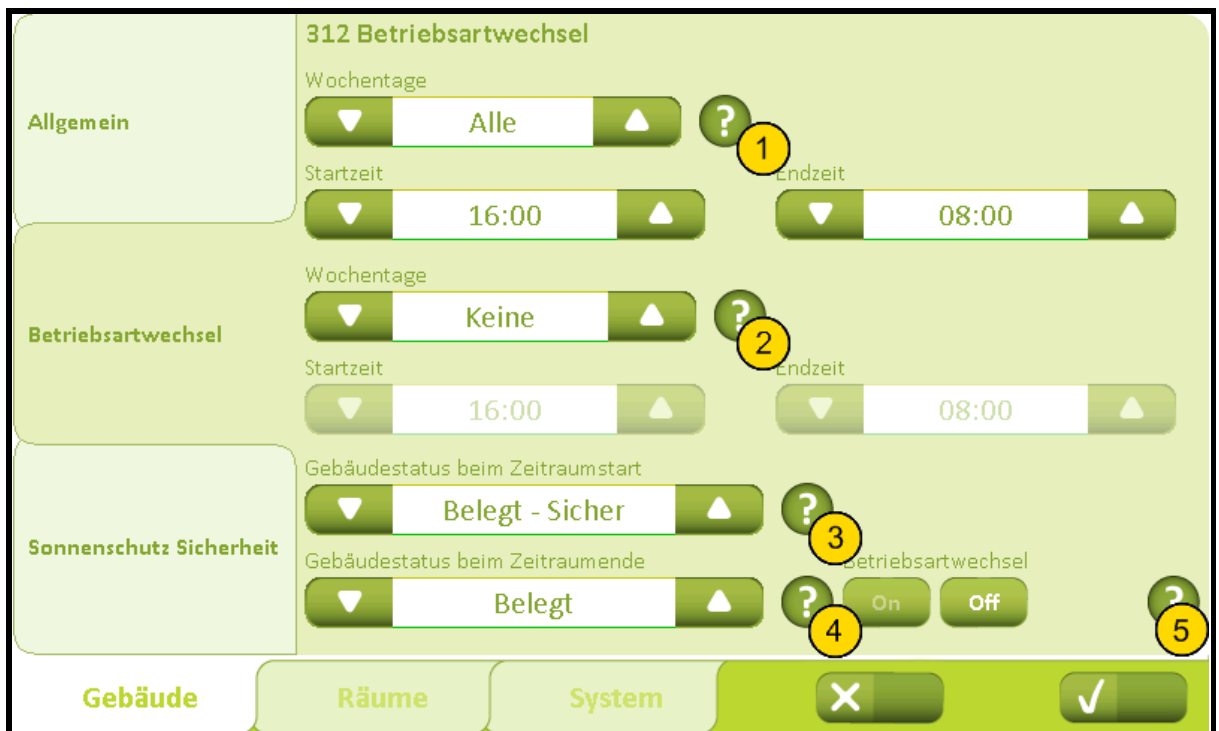 312 Betriebsartwechsel
Allgemein
Wochentage
Alle
?
1
Startzeit
Endzeit
16:00
08:00
Betriebsartwechsel
Wochentage
Keine
?
2
Startzeit
Endzeit
16:00
08:00
Sonnenschutz Sicherheit
Gebäudestatus beim Zeitraumstart
Belegt - Sicher
?
3
Gebäudestatus beim Zeitraumende
Betriebsartwechsel
Belegt
?
4
On
Off
?
5
Gebäude
Räume
System